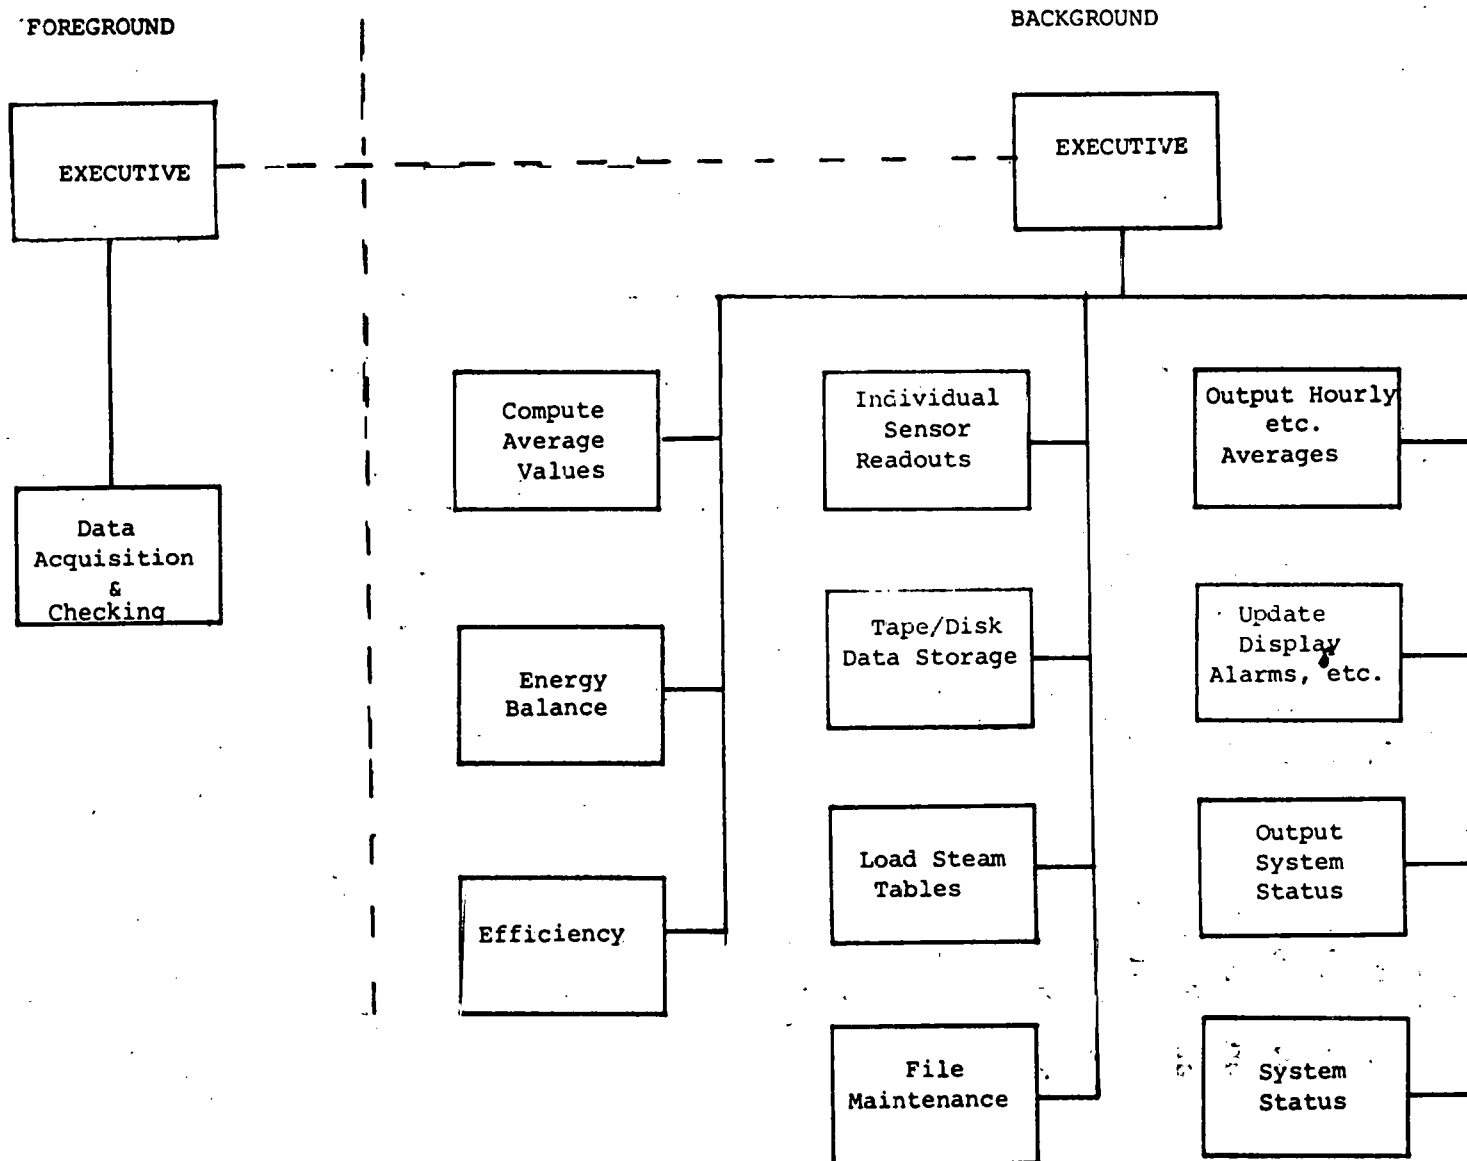 FOREGROUND
BACKGROUND
EXECUTIVE
EXECUTIVE
Data
Acquisition
&
Checking
Compute
Average
Values
Energy
Balance
Efficiency
Individual
Sensor
Readouts
Tape/Disk
Data Storage
Load Steam
Tables
File
Maintenance
Output Hourly
etc.
Averages
Update
Display
Alarms, etc.
Output
System
Status
System
Status